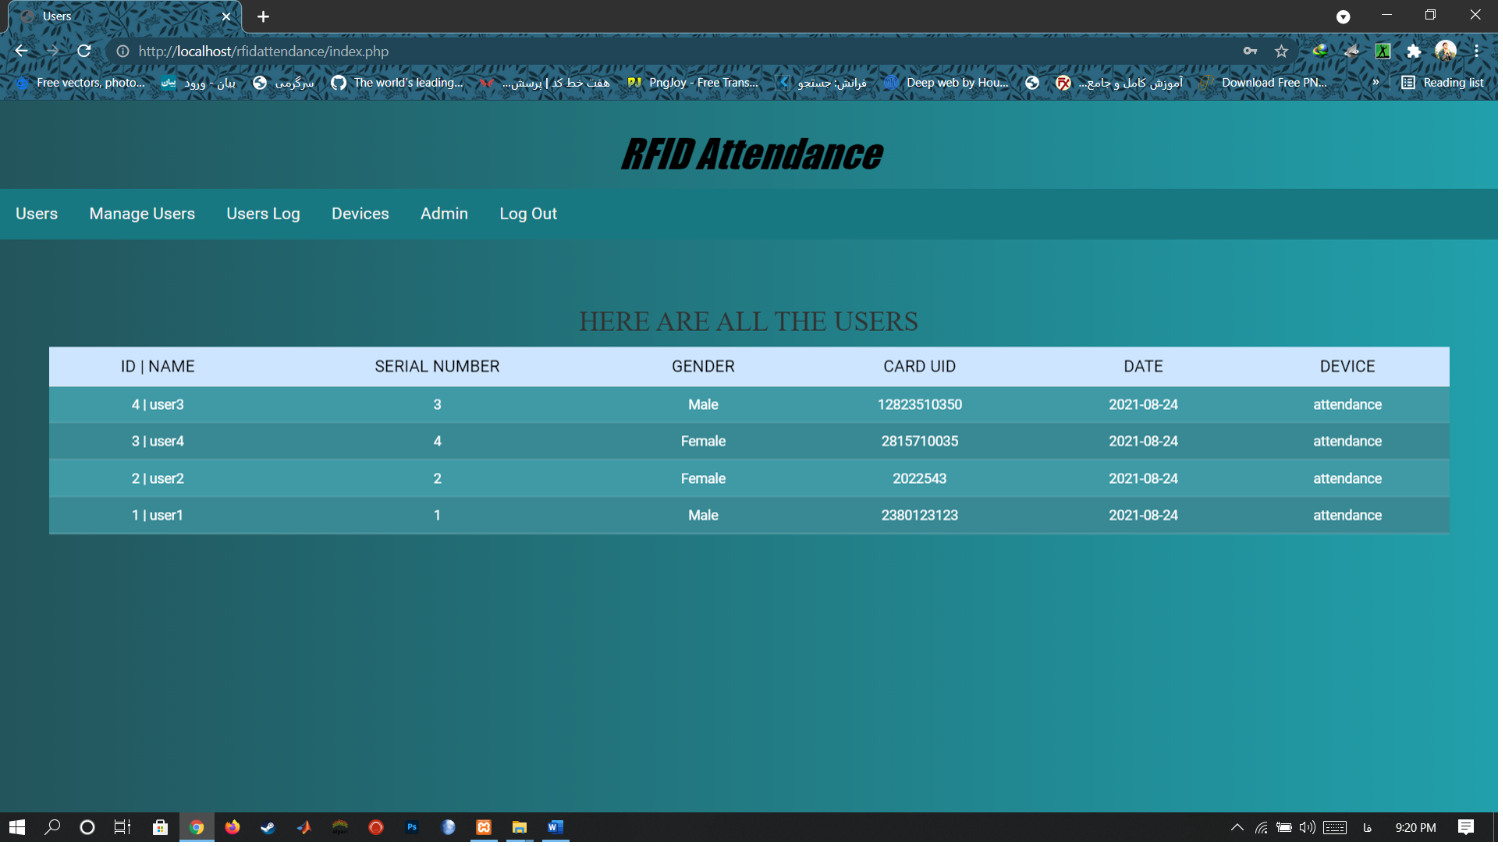 Users
http://localhost/rfidattendance/index.php
Free vectors, photo...
بیان - ورود
سرگرمی
The world's leading...
هفت خط کد | پرسش...
PngJoy - Free Trans...
فرانش: جستجو
Deep web by Hou...
آموزش کامل و جامع...
Download Free PN...
»
Reading list
RFID Attendance
Users Manage Users Users Log Devices Admin Log Out
HERE ARE ALL THE USERS
ID | NAME SERIAL NUMBER GENDER CARD UID DATE DEVICE
4 | user3 3 Male 12823510350 2021-08-24 attendance
3 | user4 4 Female 2815710035 2021-08-24 attendance
2 | user2 2 Female 2022543 2021-08-24 attendance
1 | user1 1 Male 2380123123 2021-08-24 attendance
Ps
فا
9:20 PM